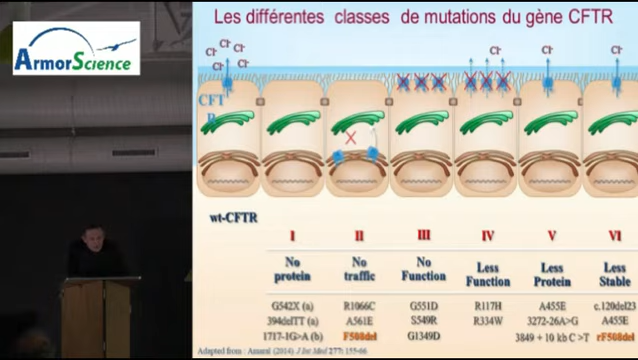 ArmorScience
Les différentes classes de mutations du gène CFTR
Cl- Cl- Cl- Cl- Cl- Cl- Cl- Cl-
CFT
R
wt-CFTR
I II III IV V VI
No protein No traffic No Function Less Function Less Protein Less Stable
G542X (a) R1066C G551D R117H A455E c.120del23
394delTT (a) A561E S549R R334W 3272-26A>G A455E
1717-1G>A (b) F508del G1349D 3849 + 10 kb C >T rF508del
Adapted from : Amaral (2014) J Int Med 277: 155-66